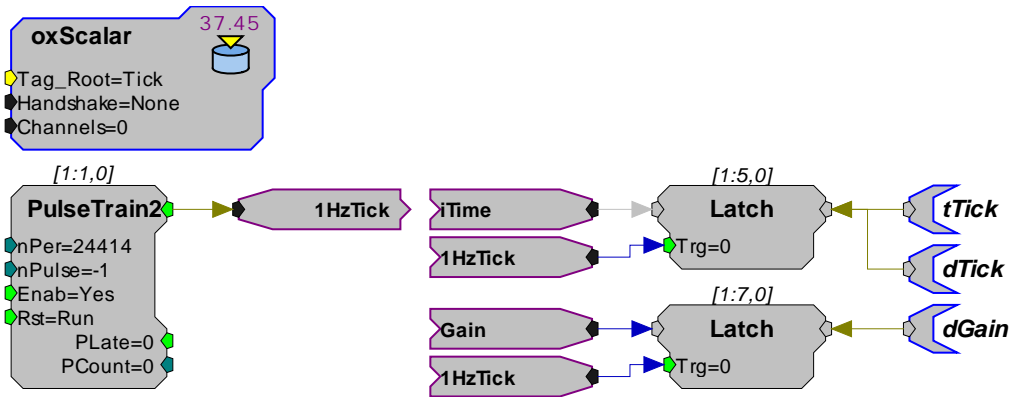 37.45
oxScalar
Tag_Root=Tick
Handshake=None
Channels=0
[1:1,0]
PulseTrain2
nPer=24414
nPulse=-1
Enab=Yes
Rst=Run
PLate=0
PCount=0
1HzTick
iTime
1HzTick
[1:5,0]
Latch
Trg=0
tTick
dTick
Gain
1HzTick
[1:7,0]
Latch
Trg=0
dGain